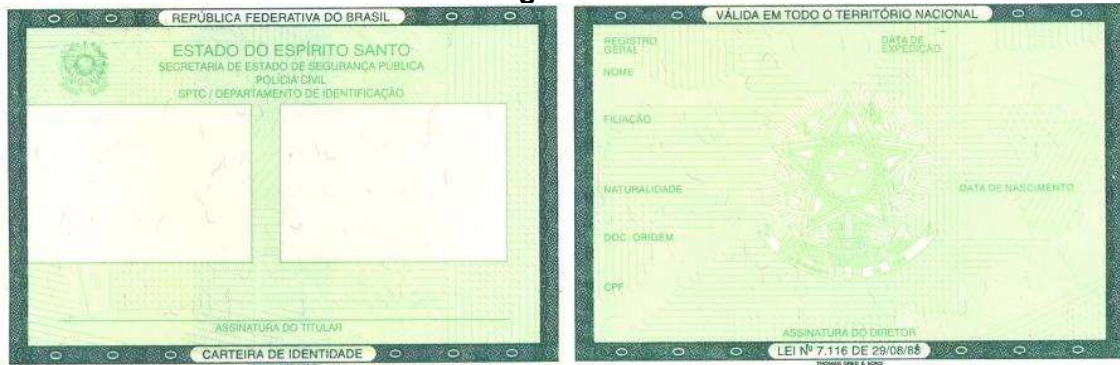 REPÚBLICA FEDERATIVA DO BRASIL
ESTADO DO ESPÍRITO SANTO
SECRETARIA DE ESTADO DE SEGURANÇA PÚBLICA
POLÍCIA CIVIL
SPTC / DEPARTAMENTO DE IDENTIFICAÇÃO
ASSINATURA DO TITULAR
CARTEIRA DE IDENTIDADE
VÁLIDA EM TODO O TERRITÓRIO NACIONAL
REGISTRO GERAL
DATA DE EXPEDIÇÃO
NOME
FILIAÇÃO
NATURALIDADE
DATA DE NASCIMENTO
DOC. ORIGEM
CPF
ASSINATURA DO DIRETOR
LEI Nº 7.116 DE 29/08/83